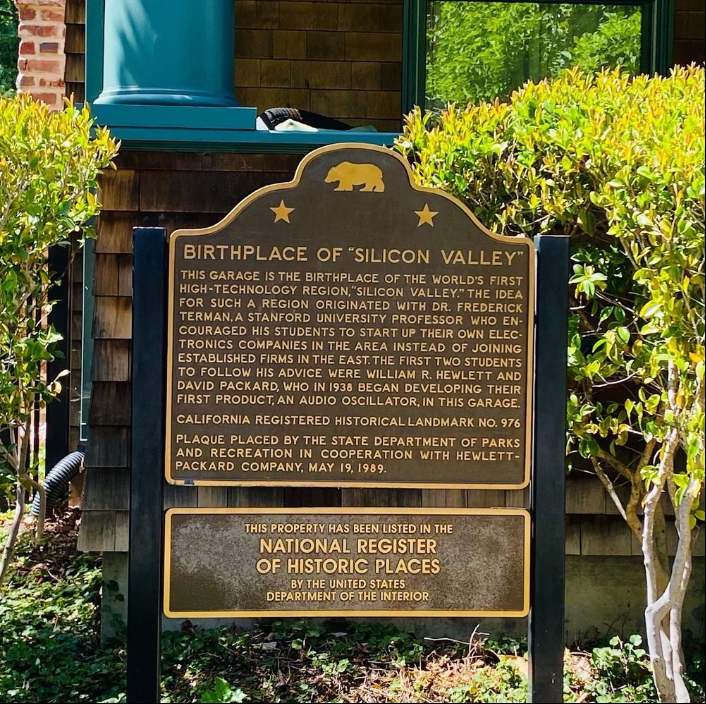 BIRTHPLACE OF "SILICON VALLEY"
THIS GARAGE IS THE BIRTHPLACE OF THE WORLD'S FIRST
HIGH-TECHNOLOGY REGION, "SILICON VALLEY." THE IDEA
FOR SUCH A REGION ORIGINATED WITH DR. FREDERICK
TERMAN, A STANFORD UNIVERSITY PROFESSOR WHO EN-
COURAGED HIS STUDENTS TO START UP THEIR OWN ELEC-
TRONICS COMPANIES IN THE AREA INSTEAD OF JOINING
ESTABLISHED FIRMS IN THE EAST. THE FIRST TWO STUDENTS
TO FOLLOW HIS ADVICE WERE WILLIAM R. HEWLETT AND
DAVID PACKARD, WHO IN 1938 BEGAN DEVELOPING THEIR
FIRST PRODUCT, AN AUDIO OSCILLATOR, IN THIS GARAGE.
CALIFORNIA REGISTERED HISTORICAL LANDMARK NO. 976
PLAQUE PLACED BY THE STATE DEPARTMENT OF PARKS
AND RECREATION IN COOPERATION WITH HEWLETT-
PACKARD COMPANY, MAY 19, 1989.
THIS PROPERTY HAS BEEN LISTED IN THE
NATIONAL REGISTER
OF HISTORIC PLACES
BY THE UNITED STATES
DEPARTMENT OF THE INTERIOR